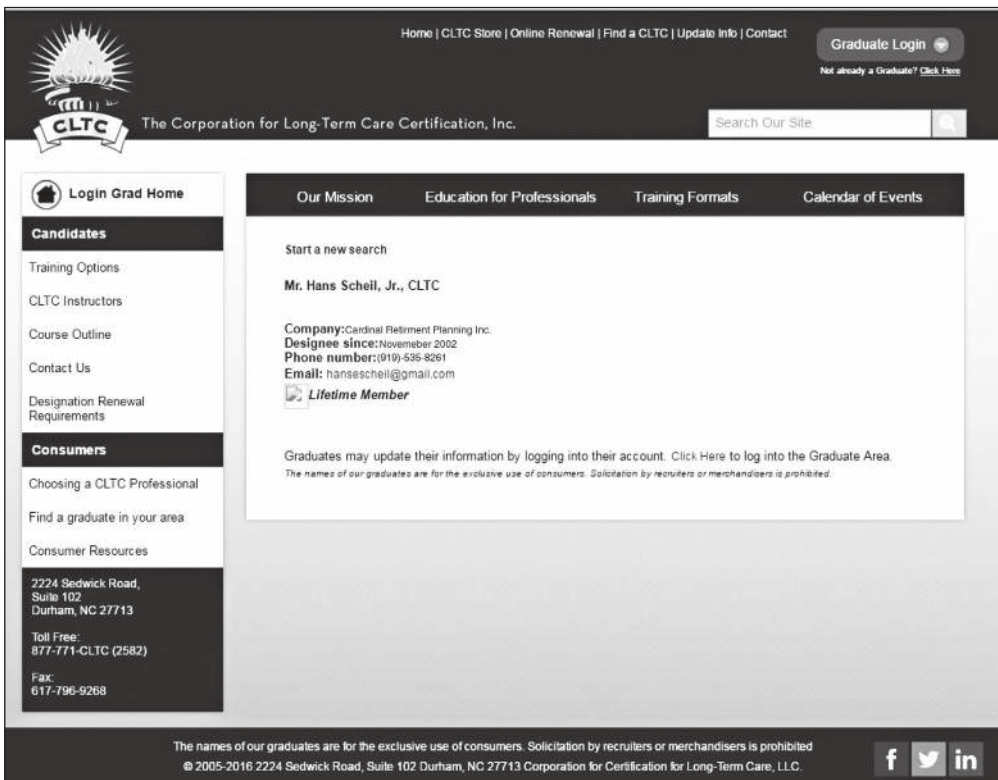 Home | CLTC Store | Online Renewal | Find a CLTC | Update Info | Contact
Graduate Login
Not already a Graduate? Click Here
CLTC
The Corporation for Long-Term Care Certification, Inc.
Search Our Site
Login Grad Home
Candidates
Training Options
CLTC Instructors
Course Outline
Contact Us
Designation Renewal
Requirements
Consumers
Choosing a CLTC Professional
Find a graduate in your area
Consumer Resources
2224 Sedwick Road,
Suite 102
Durham, NC 27713
Toll Free:
877-771-CLTC (2582)
Fax:
617-796-9268
Our Mission Education for Professionals Training Formats Calendar of Events
Start a new search
Mr. Hans Scheil, Jr., CLTC
Company:Cardinal Retirment Planning Inc.
Designee since:Novemeber 2002
Phone number:(919)-535-8261
Email: hansescheil@gmail.com
Lifetime Member
Graduates may update their information by logging into their account. Click Here to log into the Graduate Area.
The names of our graduates are for the exclusive use of consumers. Solicitation by recruiters or merchandisers is prohibited.
The names of our graduates are for the exclusive use of consumers. Solicitation by recruiters or merchandisers is prohibited
© 2005-2016 2224 Sedwick Road, Suite 102 Durham, NC 27713 Corporation for Certification for Long-Term Care, LLC.
f in